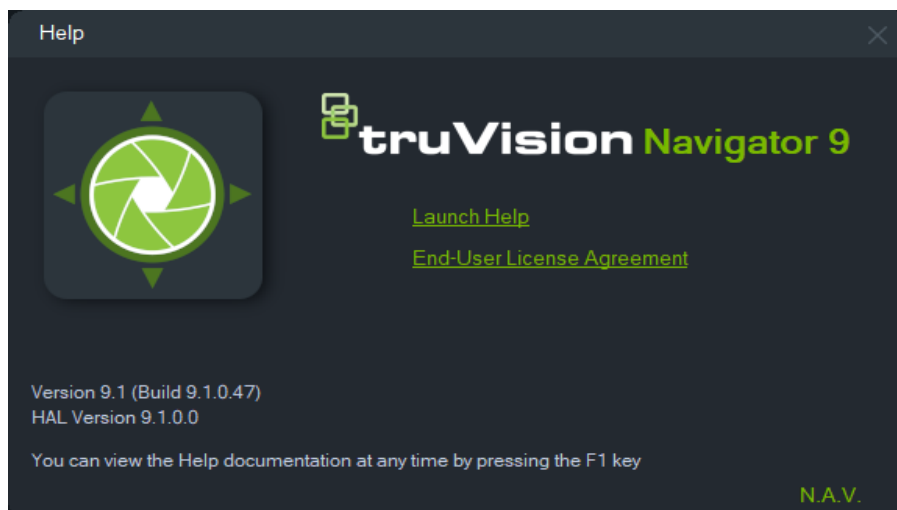 Help
truVision Navigator 9
Launch Help
End-User License Agreement
Version 9.1 (Build 9.1.0.47)
HAL Version 9.1.0.0
You can view the Help documentation at any time by pressing the F1 key
N.A.V.